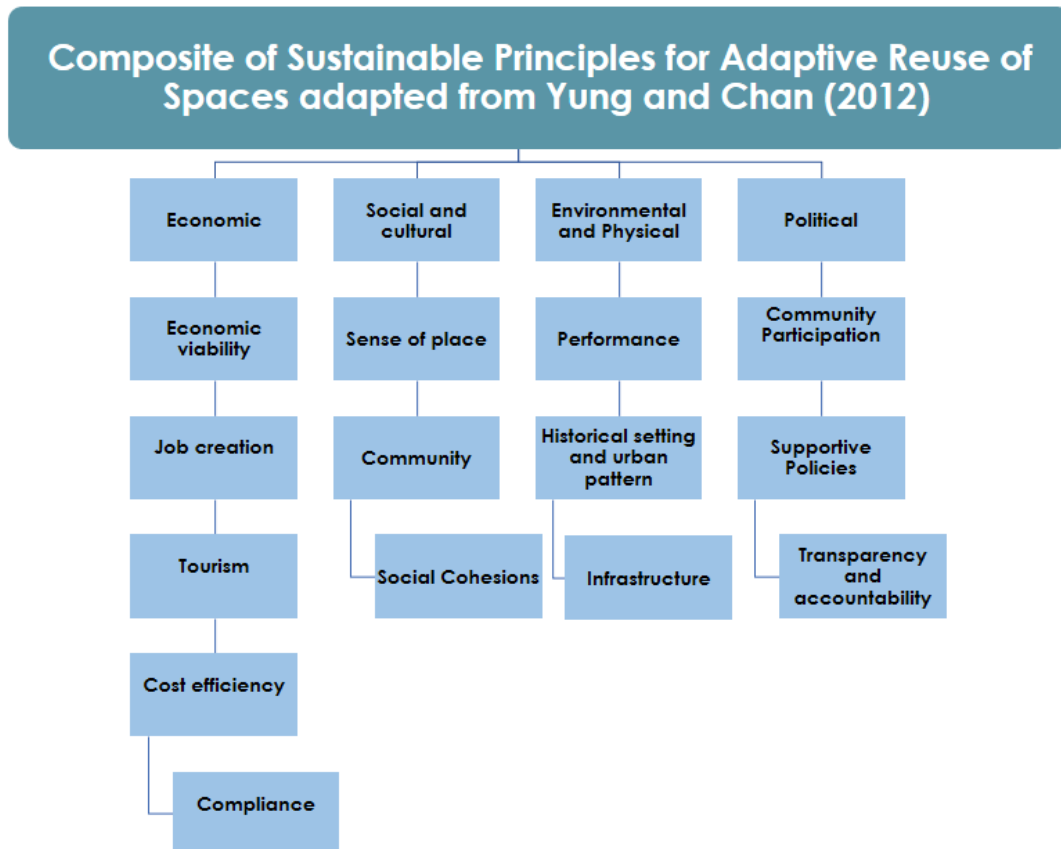 Composite of Sustainable Principles for Adaptive Reuse of
Spaces adapted from Yung and Chan (2012)
Economic
Economic
viability
Job creation
Tourism
Cost efficiency
Compliance
Social and
cultural
Sense of place
Community
Social Cohesions
Environmental
and Physical
Performance
Historical setting
and urban
pattern
Infrastructure
Political
Community
Participation
Supportive
Policies
Transparency
and
accountability